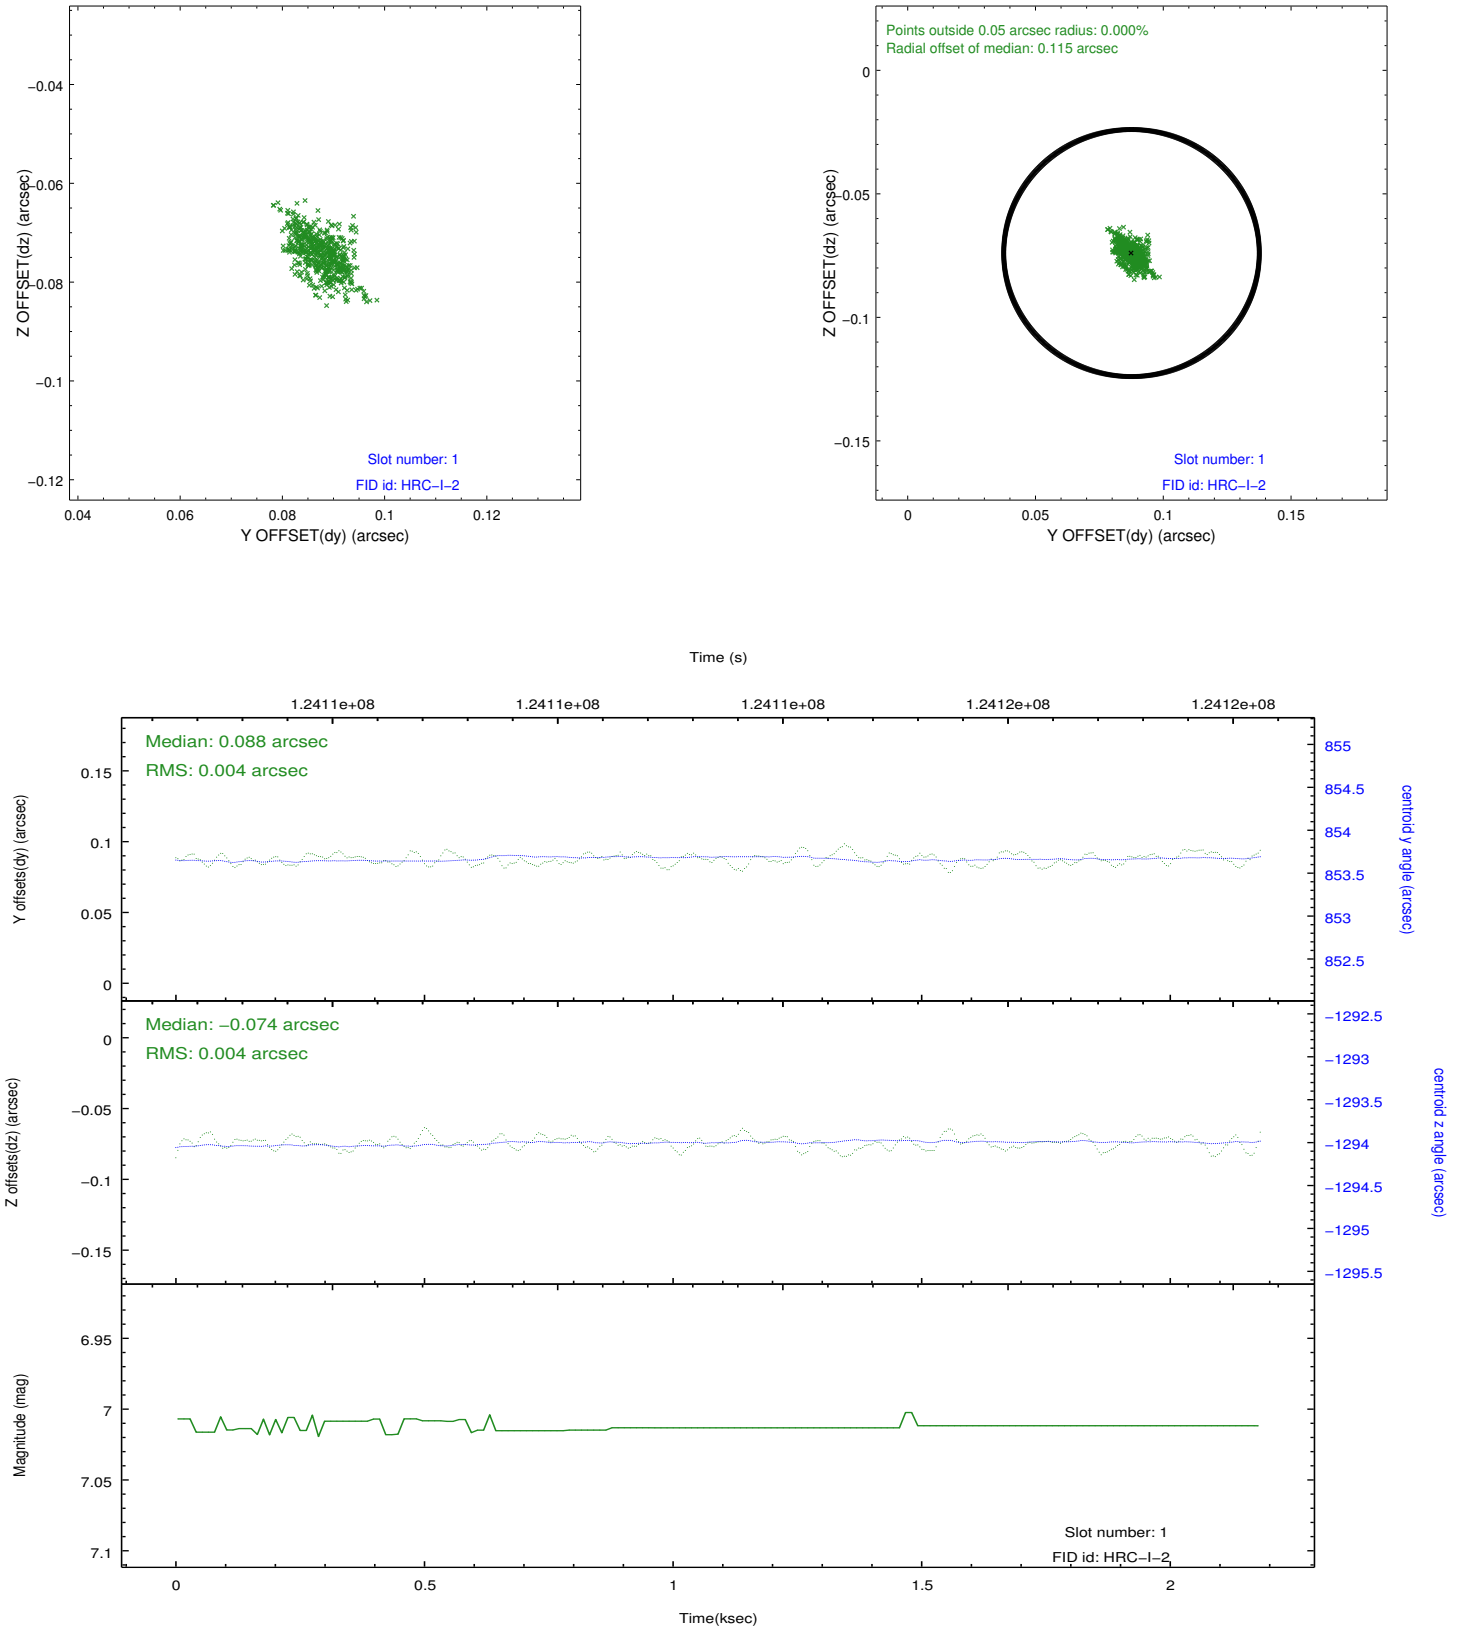 −0.04
−0.06
−0.08
−0.1
−0.12
Z OFFSET(dz) (arcsec)
Slot number: 1
FID id: HRC−I−2
0.04 0.06 0.08 0.1 0.12
Y OFFSET(dy) (arcsec)
Points outside 0.05 arcsec radius: 0.000%
Radial offset of median: 0.115 arcsec
0
−0.05
−0.1
−0.15
Z OFFSET(dz) (arcsec)
Slot number: 1
FID id: HRC−I−2
0 0.05 0.1 0.15
Y OFFSET(dy) (arcsec)
Time (s)
1.2411e+08 1.2411e+08 1.2411e+08 1.2412e+08 1.2412e+08
Median: 0.088 arcsec
RMS: 0.004 arcsec
0.15
0.1
0.05
0
Y offsets(dy) (arcsec)
855
854.5
854
853.5
853
852.5
centroid y angle (arcsec)
Median: −0.074 arcsec
RMS: 0.004 arcsec
0
−0.05
−0.1
−0.15
Z offsets(dz) (arcsec)
−1292.5
−1293
−1293.5
−1294
−1294.5
−1295
−1295.5
centroid z angle (arcsec)
6.95
7
7.05
7.1
Magnitude (mag)
Slot number: 1
FID id: HRC−I−2
0 0.5 1 1.5 2
Time(ksec)